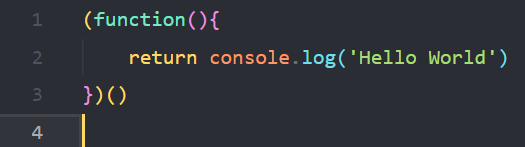 1 (function(){
2     return console.log('Hello World')
3 })()
4